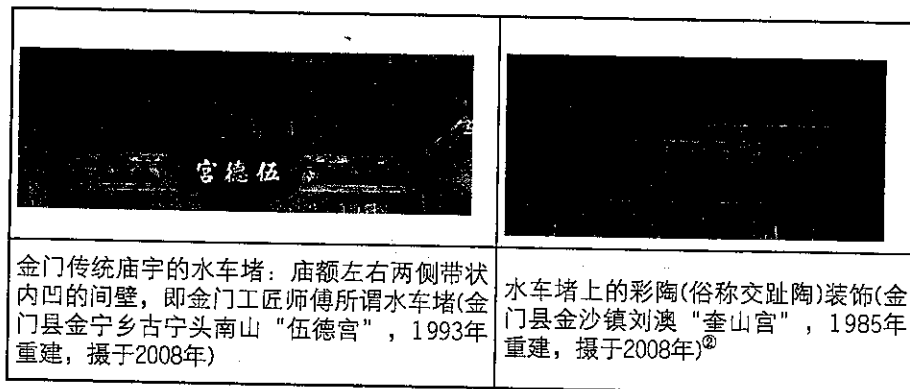 宫德伍
金门传统庙宇的水车堵：庙额左右两侧带状
内凹的间壁，即金门工匠师傅所谓水车堵(金
门县金宁乡古宁头南山“伍德宫”，1993年
重建，摄于2008年)
水车堵上的彩陶(俗称交趾陶)装饰(金
门县金沙镇刘澳“奎山宫”，1985年
重建，摄于2008年)②